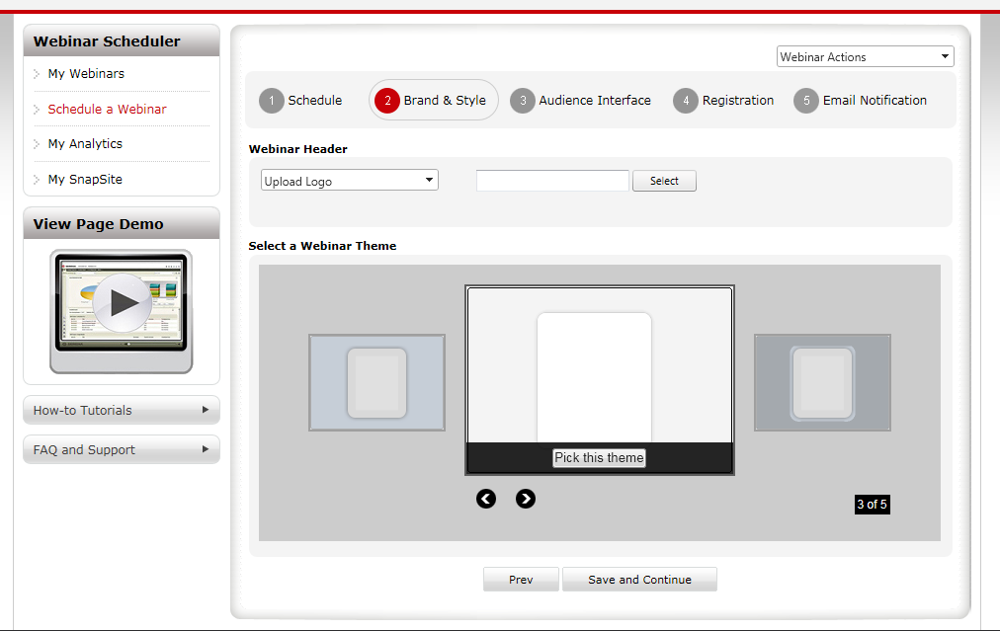 Webinar Scheduler
My Webinars
Schedule a Webinar
My Analytics
My SnapSite
View Page Demo
How-to Tutorials
FAQ and Support
Webinar Actions
1 Schedule
2 Brand & Style
3 Audience Interface
4 Registration
5 Email Notification
Webinar Header
Upload Logo
Select
Select a Webinar Theme
Pick this theme
3 of 5
Prev
Save and Continue